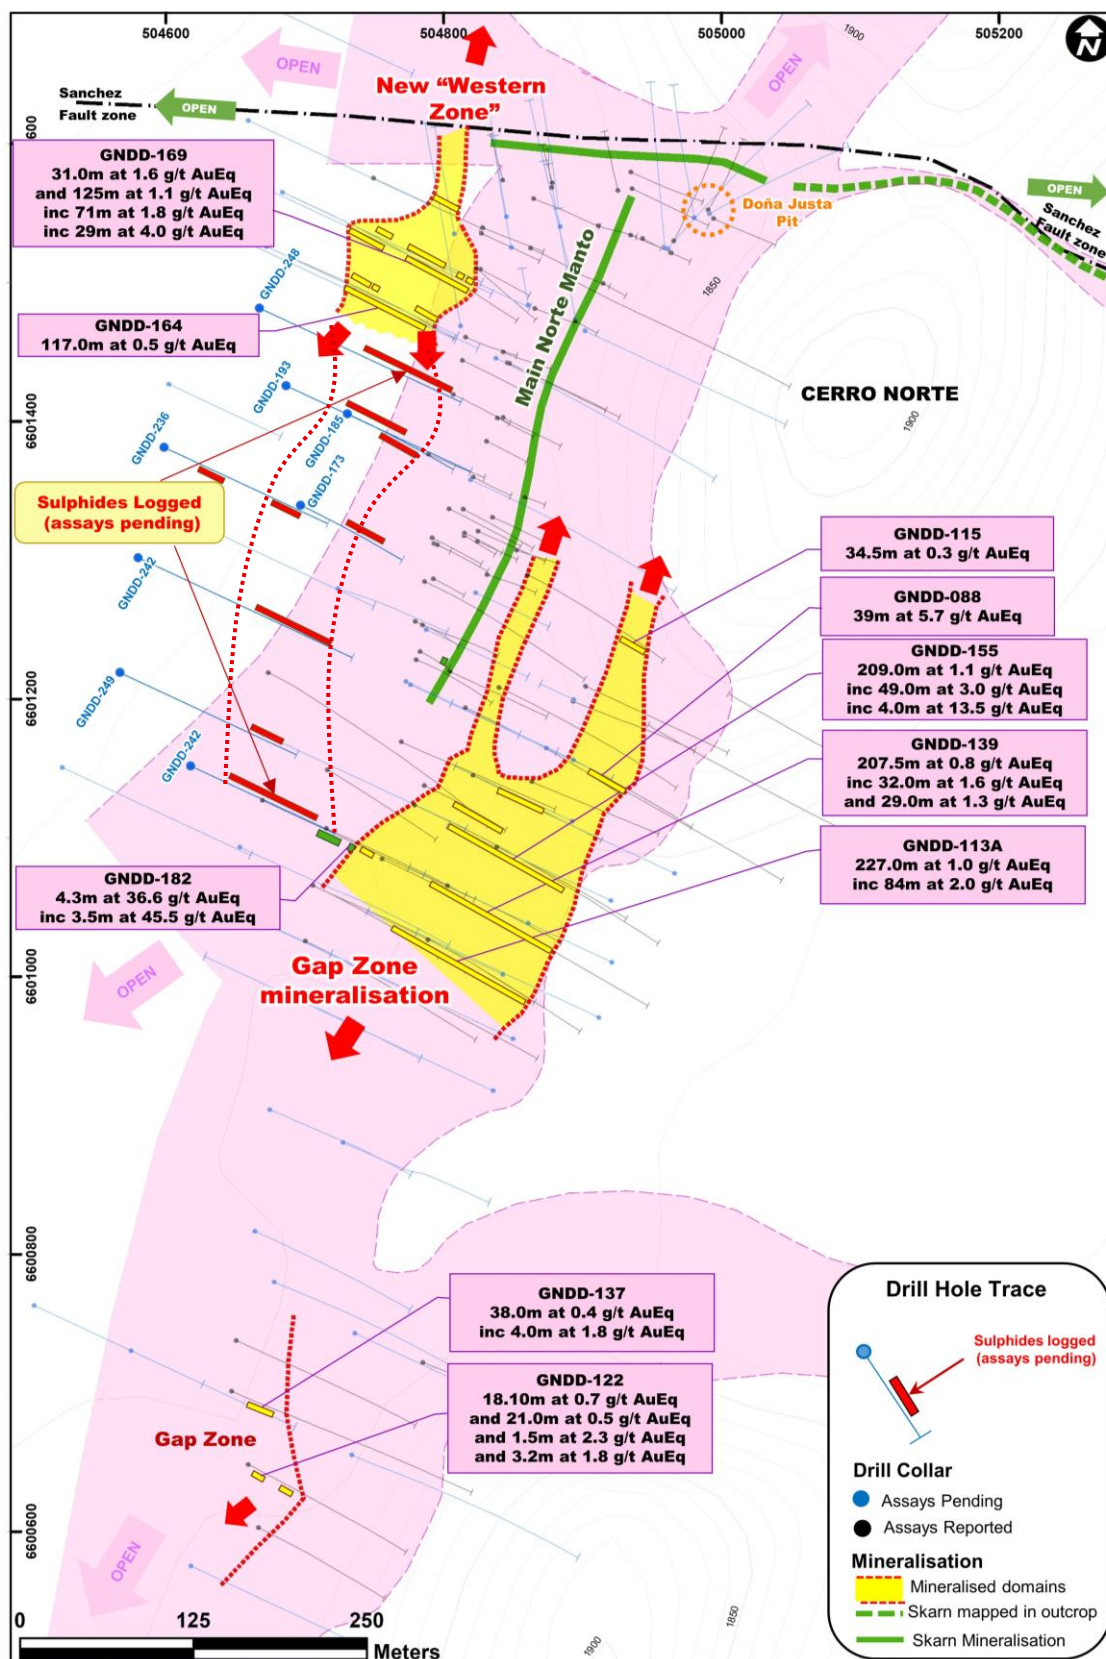 504600
504800
505000
505200
N
OPEN
New "Western
Zone"
OPEN
1900
Sanchez
Fault zone
OPEN
600
GNDD-169
31.0m at 1.6 g/t AuEq
and 125m at 1.1 g/t AuEq
inc 71m at 1.8 g/t AuEq
inc 29m at 4.0 g/t AuEq
OPEN
Doña Justa
Pit
Sanchez
Fault zone
GNDD-248
1850
Main Norte Manto
GNDD-164
117.0m at 0.5 g/t AuEq
GNDD-193
CERRO NORTE
1900
6601400
GNDD-185
GNDD-236
GNDD-173
Sulphides Logged
(assays pending)
GNDD-115
34.5m at 0.3 g/t AuEq
GNDD-242
GNDD-088
39m at 5.7 g/t AuEq
GNDD-155
209.0m at 1.1 g/t AuEq
inc 49.0m at 3.0 g/t AuEq
inc 4.0m at 13.5 g/t AuEq
6601200
GNDD-249
GNDD-242
GNDD-139
207.5m at 0.8 g/t AuEq
inc 32.0m at 1.6 g/t AuEq
and 29.0m at 1.3 g/t AuEq
GNDD-113A
227.0m at 1.0 g/t AuEq
inc 84m at 2.0 g/t AuEq
GNDD-182
4.3m at 36.6 g/t AuEq
inc 3.5m at 45.5 g/t AuEq
OPEN
Gap Zone
mineralisation
6601000
6600800
GNDD-137
38.0m at 0.4 g/t AuEq
inc 4.0m at 1.8 g/t AuEq
GNDD-122
18.10m at 0.7 g/t AuEq
and 21.0m at 0.5 g/t AuEq
and 1.5m at 2.3 g/t AuEq
and 3.2m at 1.8 g/t AuEq
Gap Zone
6600600
OPEN
1850
1900
Drill Hole Trace
Sulphides logged
(assays pending)
Drill Collar
Assays Pending
Assays Reported
Mineralisation
Mineralised domains
Skarn mapped in outcrop
Skarn Mineralisation
0
125
250
Meters